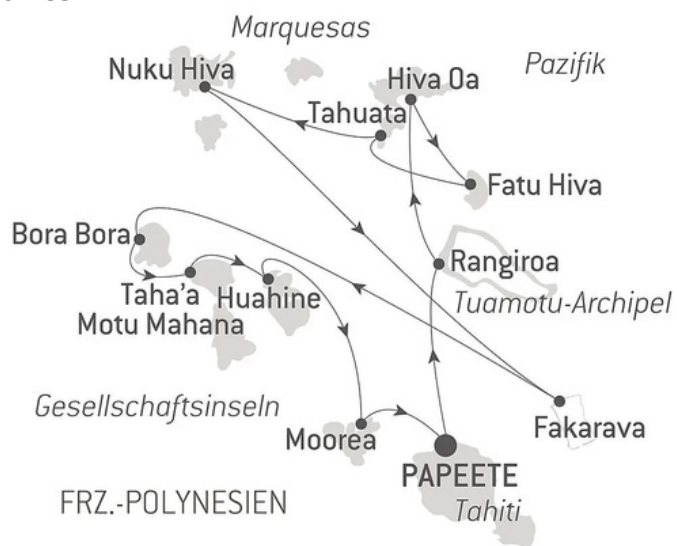 Marquesas
Pazifik
Nuku Hiva
Hiva Oa
Tahuata
Fatu Hiva
Bora Bora
Rangiroa
Taha'a
Motu Mahana
Huahine
Tuamotu-Archipel
Gesellschaftsinseln
Moorea
Fakarava
PAPEETE
Tahiti
FRZ.-POLYNESIEN